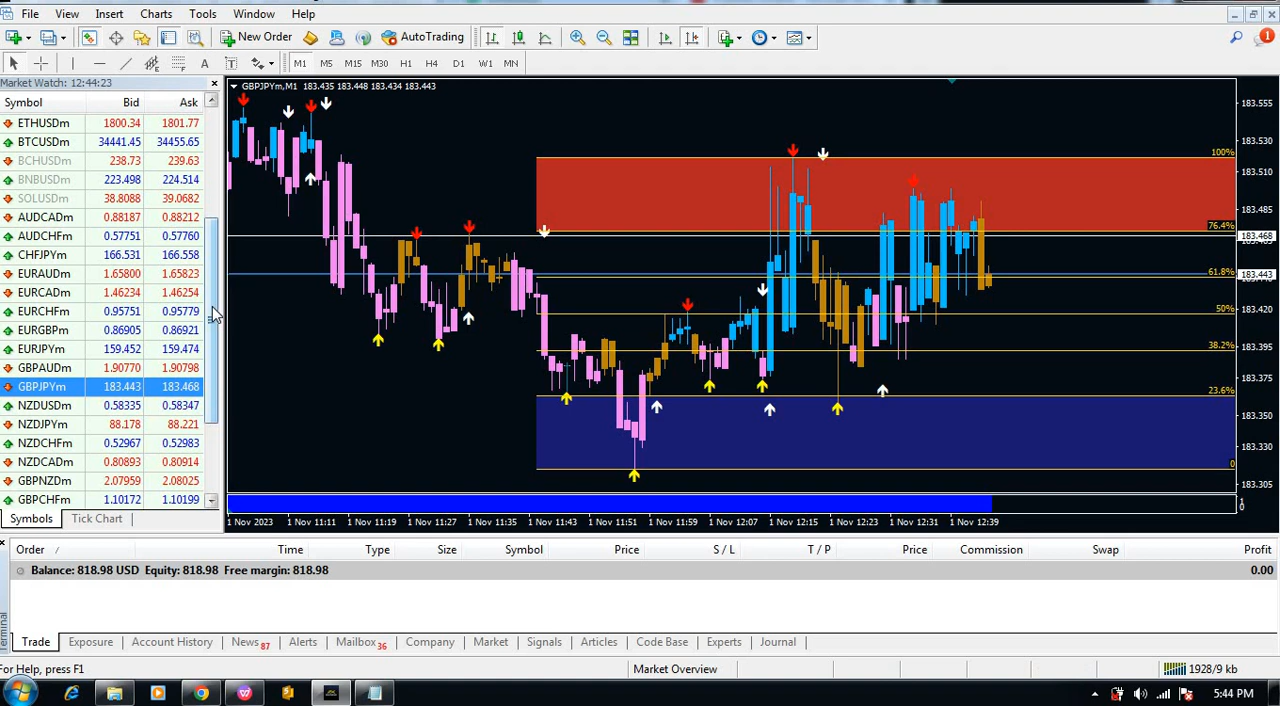 File View Insert Charts Tools Window Help
New Order AutoTrading
A T M1 M5 M15 M30 H1 H4 D1 W1 MN 1
Market Watch: 12:44:23
Symbol Bid Ask
ETHUSDm 1800.34 1801.77
BTCUSDm 34441.45 34455.65
BCHUSDm 238.73 239.63
BNBUSDm 223.498 224.514
SOLUSDm 38.8088 39.0682
AUDCADm 0.88187 0.88212
AUDCHFm 0.57751 0.57760
CHFJPYm 166.531 166.558
EURAUDm 1.65800 1.65823
EURCADm 1.46234 1.46254
EURCHFm 0.95751 0.95779
EURGBPm 0.86905 0.86921
EURJPYm 159.452 159.474
GBPAUDm 1.90770 1.90798
GBPJPYm 183.443 183.468
NZDUSDm 0.58335 0.58347
NZDJPYm 88.178 88.221
NZDCHFm 0.52967 0.52983
NZDCADm 0.80893 0.80914
GBPNZDm 2.07959 2.08025
GBPCHFm 1.10172 1.10199
Symbols Tick Chart
GBPJPYm,M1 183.435 183.448 183.434 183.443
100%
76.4%
61.8%
50%
38.2%
23.6%
0
183.555
183.530
183.510
183.485
183.468
183.443
183.420
183.395
183.375
183.350
183.330
183.305
1
0
1 Nov 2023 1 Nov 11:11 1 Nov 11:19 1 Nov 11:27 1 Nov 11:35 1 Nov 11:43 1 Nov 11:51 1 Nov 11:59 1 Nov 12:07 1 Nov 12:15 1 Nov 12:23 1 Nov 12:31 1 Nov 12:39
Order / Time Type Size Symbol Price S / L T / P Price Commission Swap Profit
Balance: 818.98 USD Equity: 818.98 Free margin: 818.98 0.00
Terminal
Trade Exposure Account History News 87 Alerts Mailbox 36 Company Market Signals Articles Code Base Experts Journal
For Help, press F1 Market Overview 1928/9 kb
5:44 PM